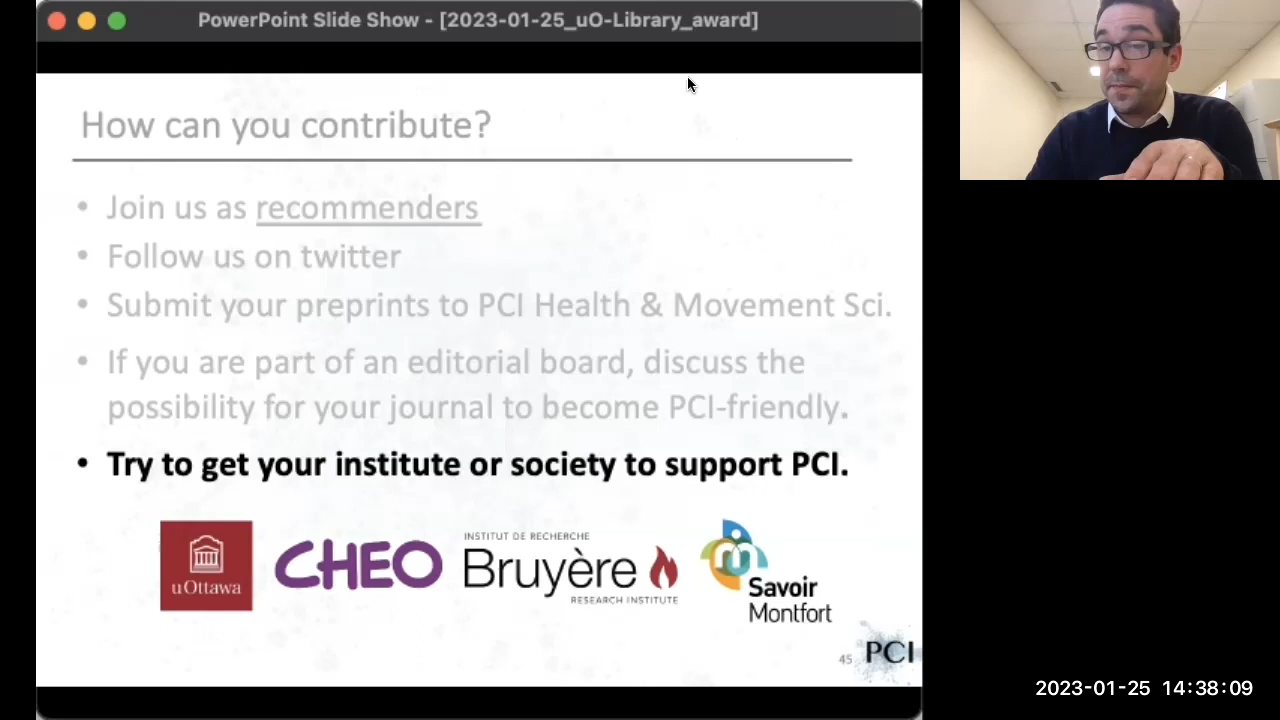 PowerPoint Slide Show - [2023-01-25_uO-Library_award]
How can you contribute?
• Join us as recommenders
• Follow us on twitter
• Submit your preprints to PCI Health & Movement Sci.
• If you are part of an editorial board, discuss the
possibility for your journal to become PCI-friendly.
• Try to get your institute or society to support PCI.
uOttawa
CHEO
INSTITUT DE RECHERCHE
Bruyère
RESEARCH INSTITUTE
Savoir
Montfort
45
PCI
2023-01-25 14:38:09